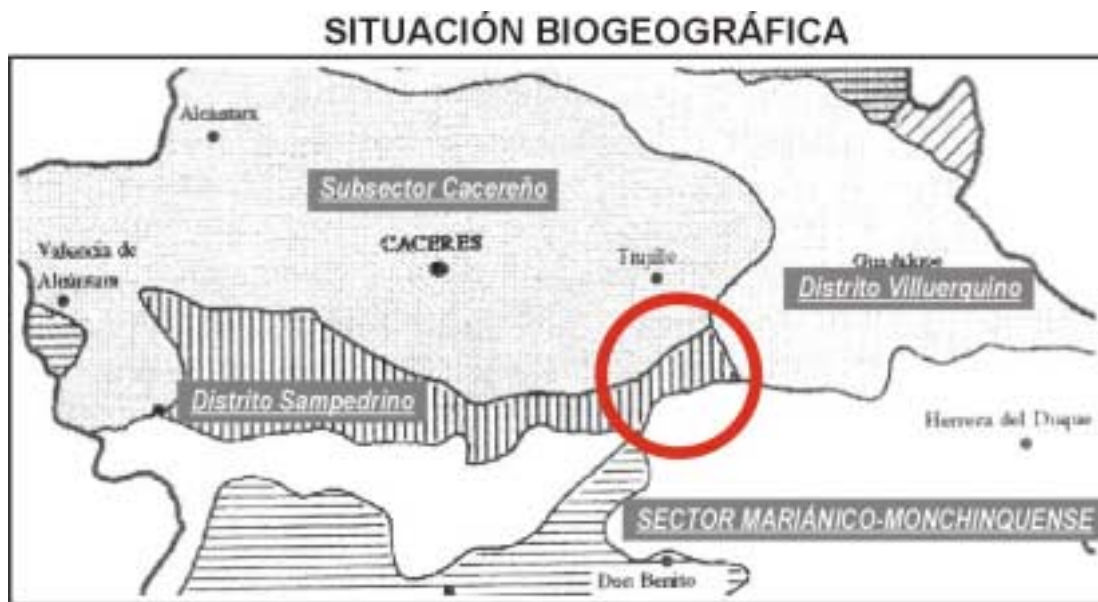 SITUACIÓN BIOGEOGRÁFICA
Alcántara
Subsector Cacereño
CACERES
Trujillo
Valencia de
Alcántara
Guadalupe
Distrito Villuerquino
Distrito Sampedrino
Herrera del Duque
SECTOR MARIÁNICO-MONCHINQUENSE
Don Benito